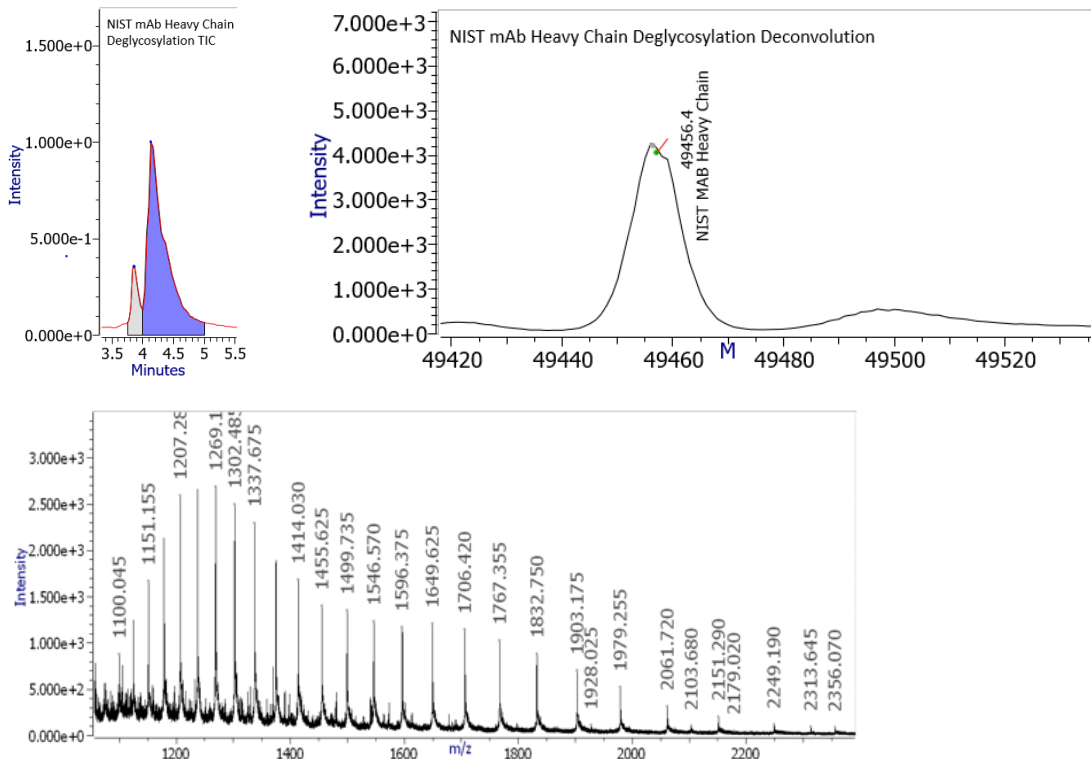 NIST mAb Heavy Chain
Deglycosylation TIC
1.500e+0
1.000e+0
5.000e-1
0.000e+0
Intensity
3.5 4 4.5 5 5.5
Minutes
NIST mAb Heavy Chain Deglycosylation Deconvolution
7.000e+3
6.000e+3
5.000e+3
4.000e+3
3.000e+3
2.000e+3
1.000e+3
0.000e+3
Intensity
49456.4
NIST MAB Heavy Chain
49420 49440 49460 49480 49500 49520
M
3.000e+3
2.500e+3
2.000e+3
1.500e+3
1.000e+3
5.000e+2
0.000e+3
Intensity
1100.045
1151.155
1207.28
1269.1
1302.485
1337.675
1414.030
1455.625
1499.735
1546.570
1596.375
1649.625
1706.420
1767.355
1832.750
1903.175
1928.025
1979.255
2061.720
2103.680
2151.290
2179.020
2249.190
2313.645
2356.070
1200 1400 1600 1800 2000 2200
m/z